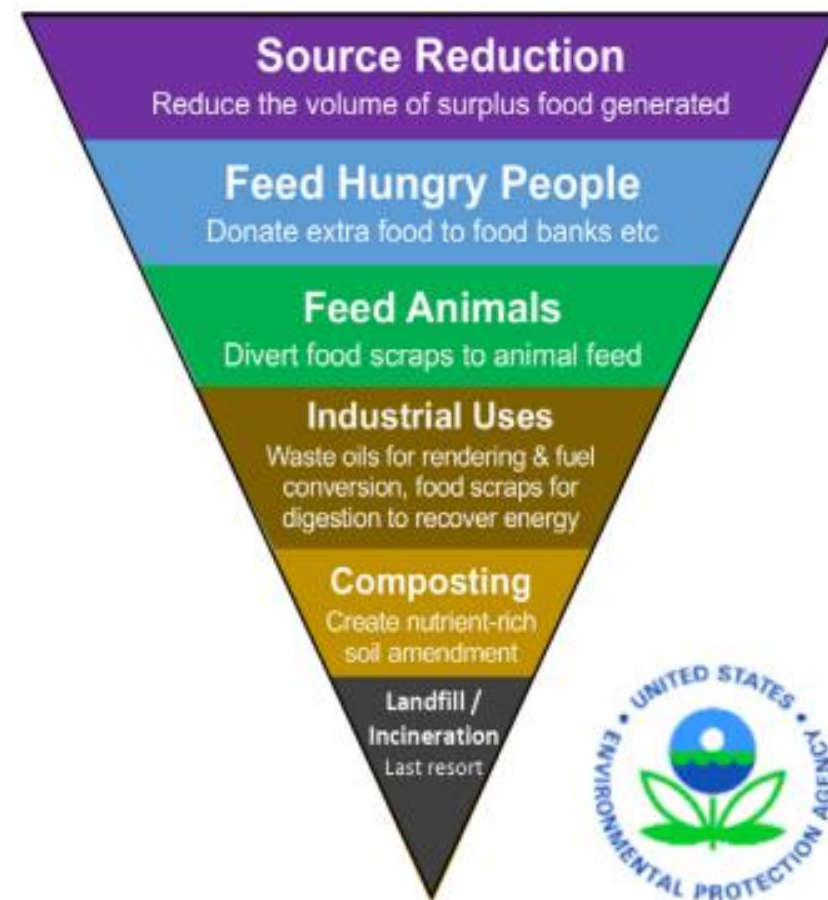 Source Reduction
Reduce the volume of surplus food generated
Feed Hungry People
Donate extra food to food banks etc
Feed Animals
Divert food scraps to animal feed
Industrial Uses
Waste oils for rendering & fuel
conversion, food scraps for
digestion to recover energy
Composting
Create nutrient-rich
soil amendment
Landfill /
Incineration
Last resort
UNITED STATES
ENVIRONMENTAL PROTECTION AGENCY